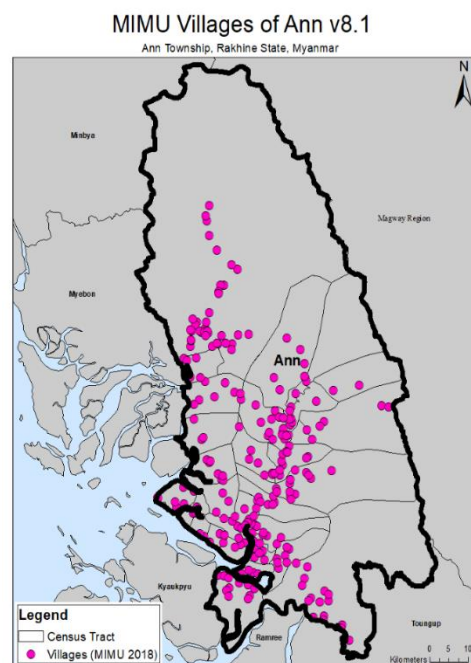 MIMU Villages of Ann v8.1
Ann Township, Rakhine State, Myanmar
N
Minbya
Magway Region
Myebon
Ann
Kyaukpyu
Ramree
Toungup
Legend
Census Tract
Villages (MIMU 2018)
Kilometers
0 5 10